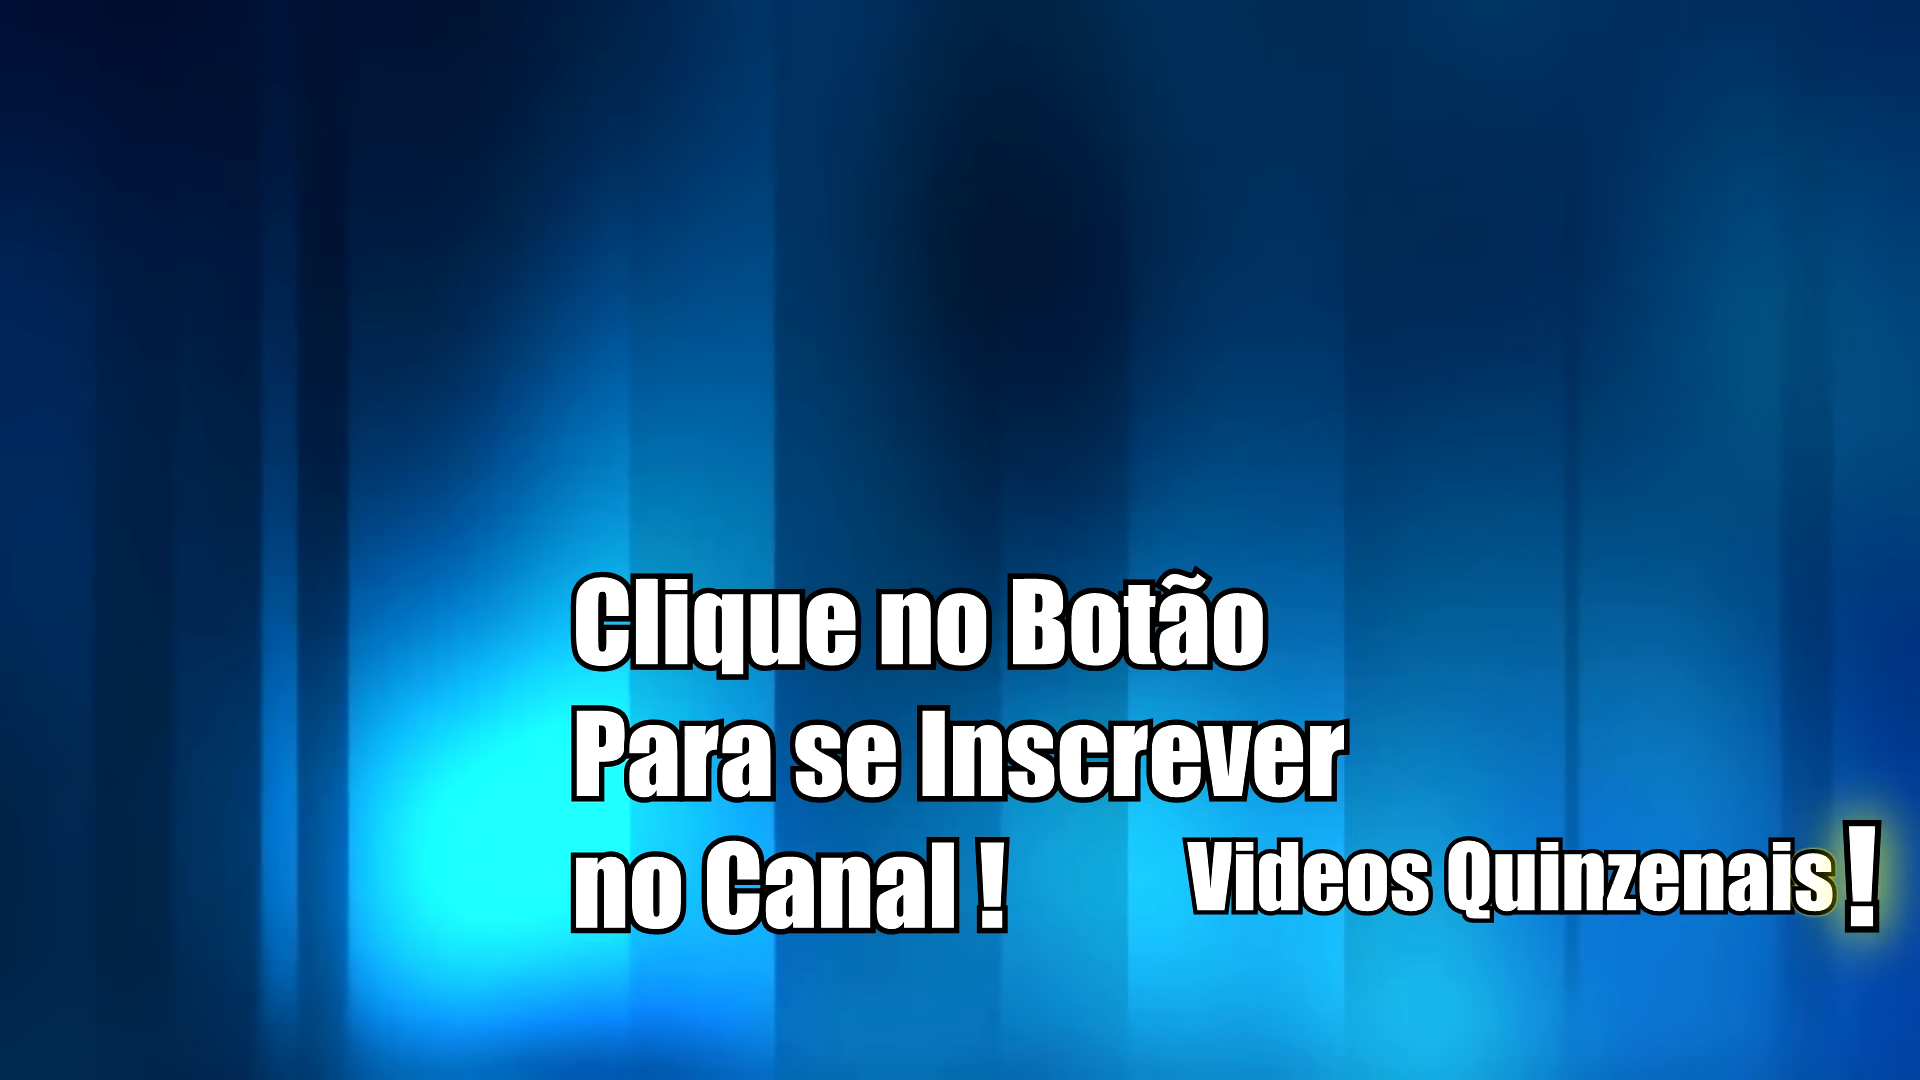 Clique no Botão
Para se Inscrever
no Canal !
Videos Quinzenais!